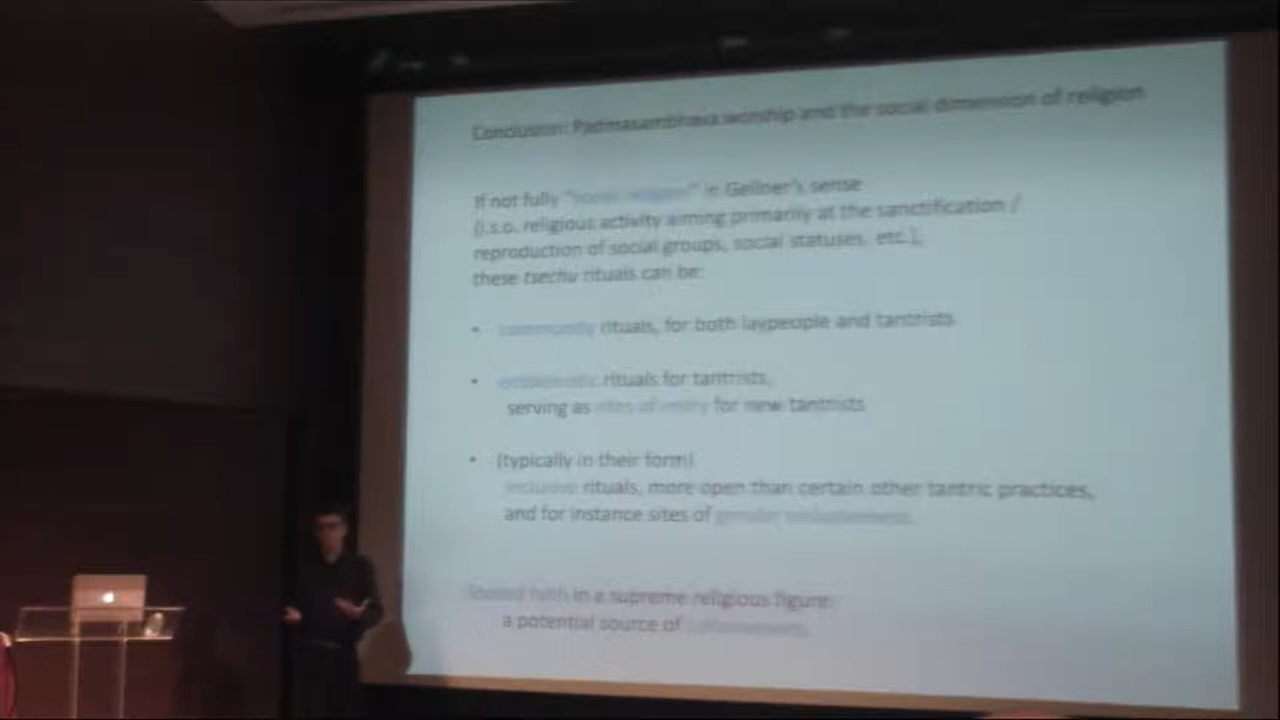 Conclusion: Padmasambhava worship and the social dimension of religion
If not fully "social religion" in Gellner's sense
(i.s.o. religious activity aiming primarily at the sanctification /
reproduction of social groups, social statuses, etc.),
these tsechu rituals can be:
• community rituals, for both laypeople and tantrists
• emblematic rituals for tantrists,
serving as sites of entry for new tantrists
• (typically in their form)
inclusive rituals, more open than certain other tantric practices,
and for instance sites of gender
Shared faith in a supreme religious figure:
a potential source of